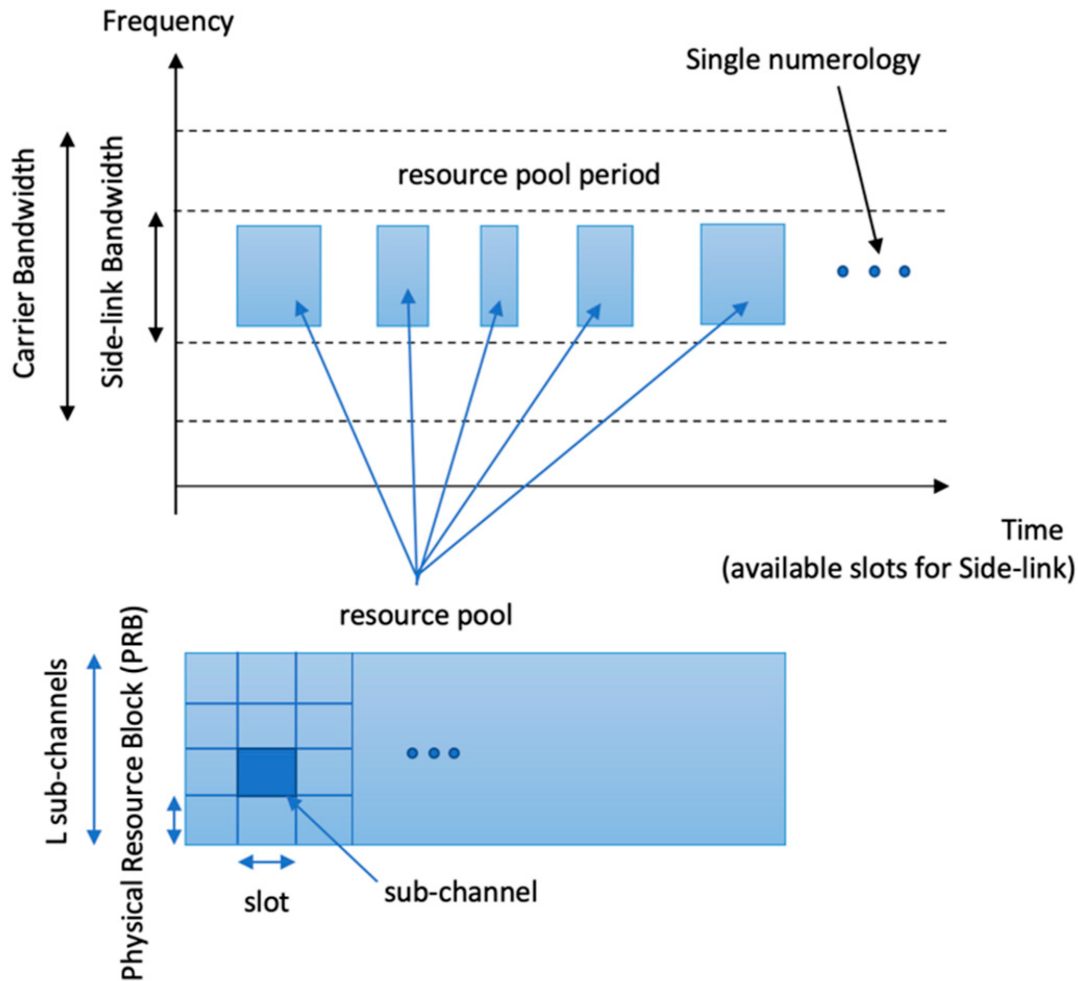 Frequency
Single numerology
Carrier Bandwidth
Side-link Bandwidth
resource pool period
Time
(available slots for Side-link)
resource pool
L sub-channels
Physical Resource Block (PRB)
slot
sub-channel